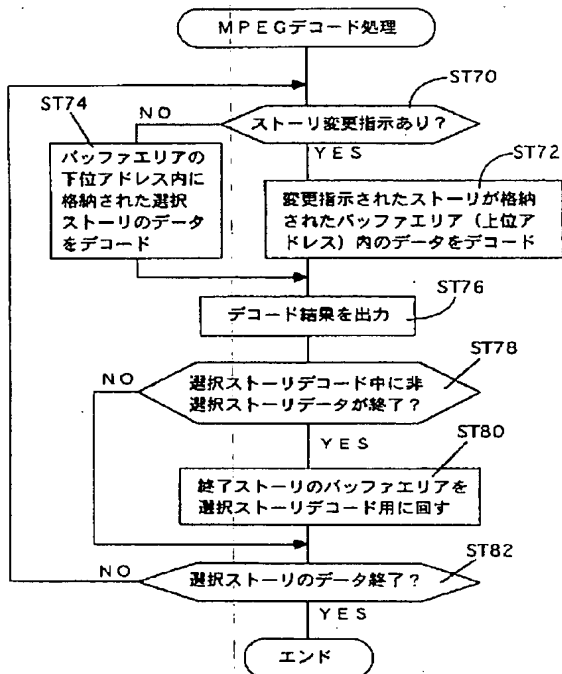 MPEGデコード処理
ST70
ストーリ変更指示あり?
NO
YES
ST74
バッファエリアの
下位アドレス内に
格納された選択
ストーリのデータ
をデコード
ST72
変更指示されたストーリが格納
されたバッファエリア(上位ア
ドレス)内のデータをデコード
ST76
デコード結果を出力
ST78
選択ストーリデコード中に非
選択ストーリデータが終了?
NO
YES
ST80
終了ストーリのバッファエリアを
選択ストーリデコード用に回す
ST82
選択ストーリのデータ終了?
NO
YES
エンド